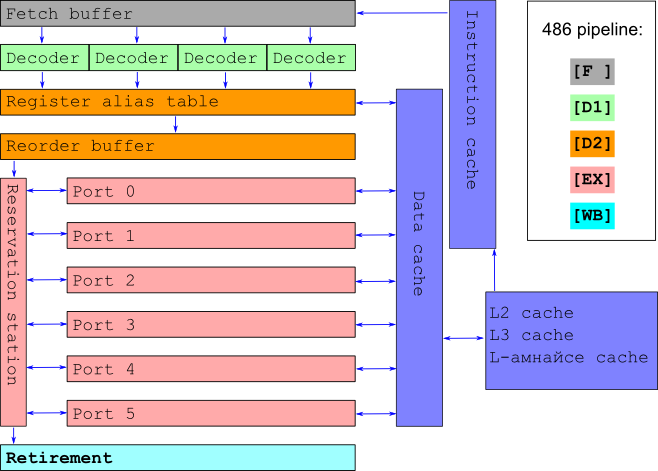 Fetch buffer
Decoder Decoder Decoder Decoder
Register alias table
Reorder buffer
Reservation station
Port 0
Port 1
Port 2
Port 3
Port 4
Port 5
Retirement
Data cache
Instruction cache
L2 cache
L3 cache
L-амнайсе cache
486 pipeline:
[F ]
[D1]
[D2]
[EX]
[WB]